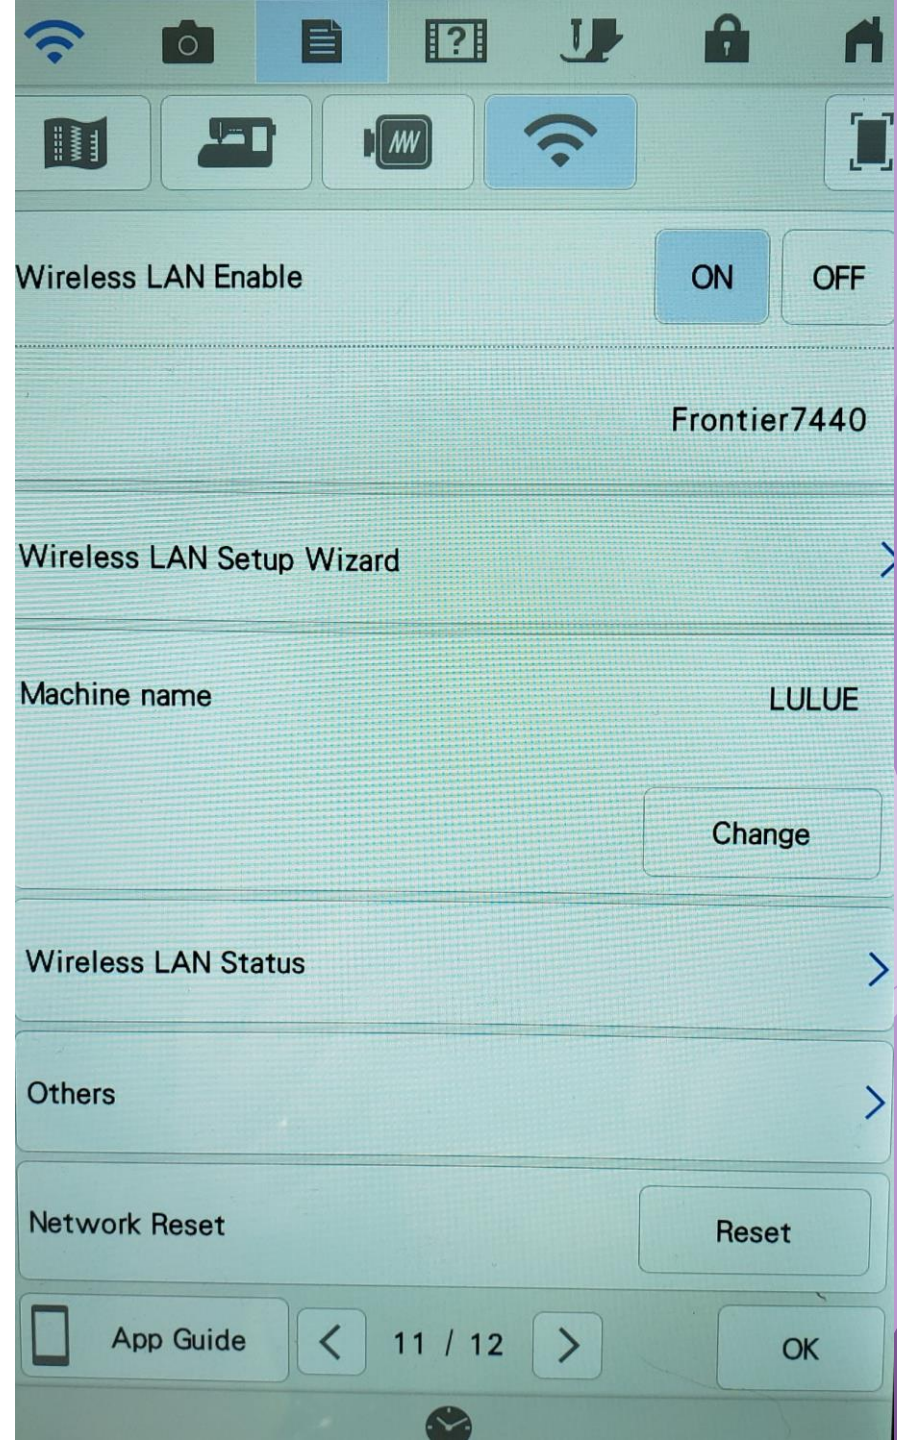 Wireless LAN Enable
ON
OFF
Frontier7440
Wireless LAN Setup Wizard
Machine name
LULUE
Change
Wireless LAN Status
Others
Network Reset
Reset
App Guide
11 / 12
OK